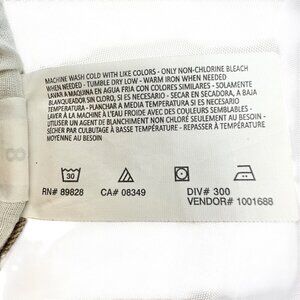 MACHINE WASH COLD WITH LIKE COLORS - ONLY NON-CHLORINE BLEACH
WHEN NEEDED - TUMBLE DRY LOW - WARM IRON WHEN NEEDED
LAVAR A MAQUINA EN AGUA FRIA CON COLORES SIMILARES - SOLAMENTE
BLANQUEADOR SIN CLORO, SI ES NECESARIO - SECAR EN SECADORA, A BAJA
TEMPERATURA - PLANCHAR A MEDIA TEMPERATURA SI ES NECESARIO
LAVER À LA MACHINE À L'EAU FROIDE AVEC DES COULEURS SEMBLABLES
UTILISER UN AGENT DE BLANCHIMENT NON CHLORÉ SEULEMENT AU BESOIN -
SÉCHER PAR CULBUTAGE À BASSE TEMPÉRATURE - REPASSER À TEMPÉRATURE
MOYENNE AU BESOIN
30
RN# 89828 CA# 08349 DIV# 300
VENDOR# 1001688
8